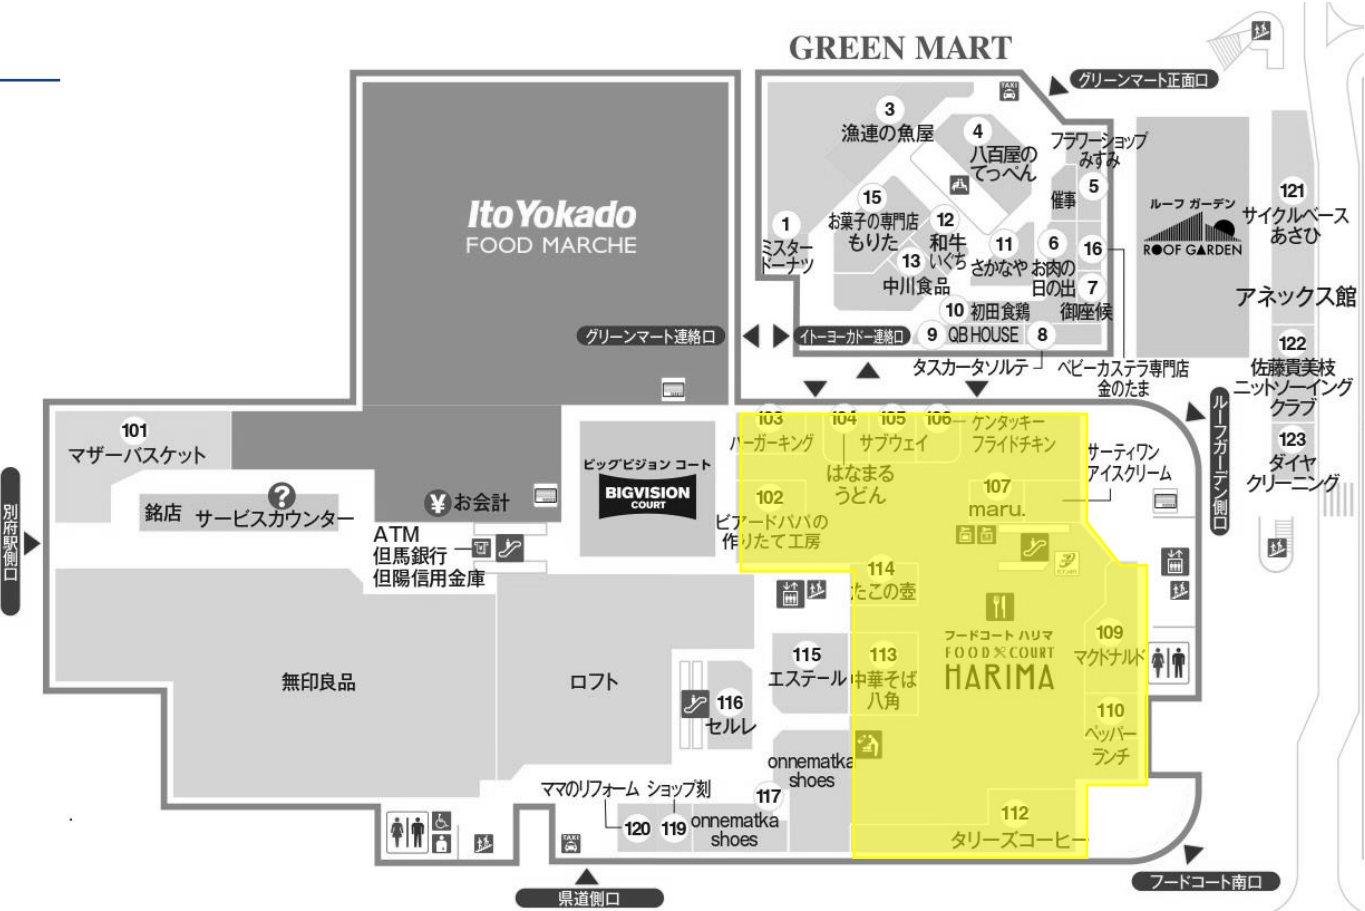 GREEN MART
グリーンマート正面口
TAXI
3
漁連の魚屋
4
八百屋の
てっぺん
フラワーショップ
みすみ
5
催事
15
お菓子の専門店
もりた
12
和牛
いぐち
1
ミスター
ドーナツ
13
中川食品
11
さかなや
6
お肉の
日の出
16
7
御座候
10
初田食鶏
9
QB HOUSE
8
タスカータソルテ
ベビーカステラ専門店
金のたま
ルーフ ガーデン
ROOF GARDEN
121
サイクルベース
あさひ
アネックス館
122
佐藤貴美枝
ニットソーイング
クラブ
123
ダイヤ
クリーニング
Ito Yokado
FOOD MARCHE
グリーンマート連絡口
イトーヨーカドー連絡口
ルーフガーデン側口
101
マザーバスケット
銘店
?
サービスカウンター
¥
お会計
ATM
但馬銀行
但陽信用金庫
別府駅側口
ビッグビジョン コート
BIGVISION
COURT
103
バーガーキング
104
はなまる
うどん
105
サブウェイ
106
ケンタッキー
フライドチキン
サーティワン
アイスクリーム
102
ビアードパパの
作りたて工房
107
maru.
114
たこの壺
フードコート ハリマ
FOOD COURT
HARIMA
109
マクドナルド
110
ペッパー
ランチ
112
タリーズコーヒー
113
中華そば
八角
115
エステール
116
セルレ
無印良品
ロフト
onnematka
shoes
117
onnematka
shoes
ママのリフォーム
ショップ刻
120
119
TAXI
県道側口
フードコート南口